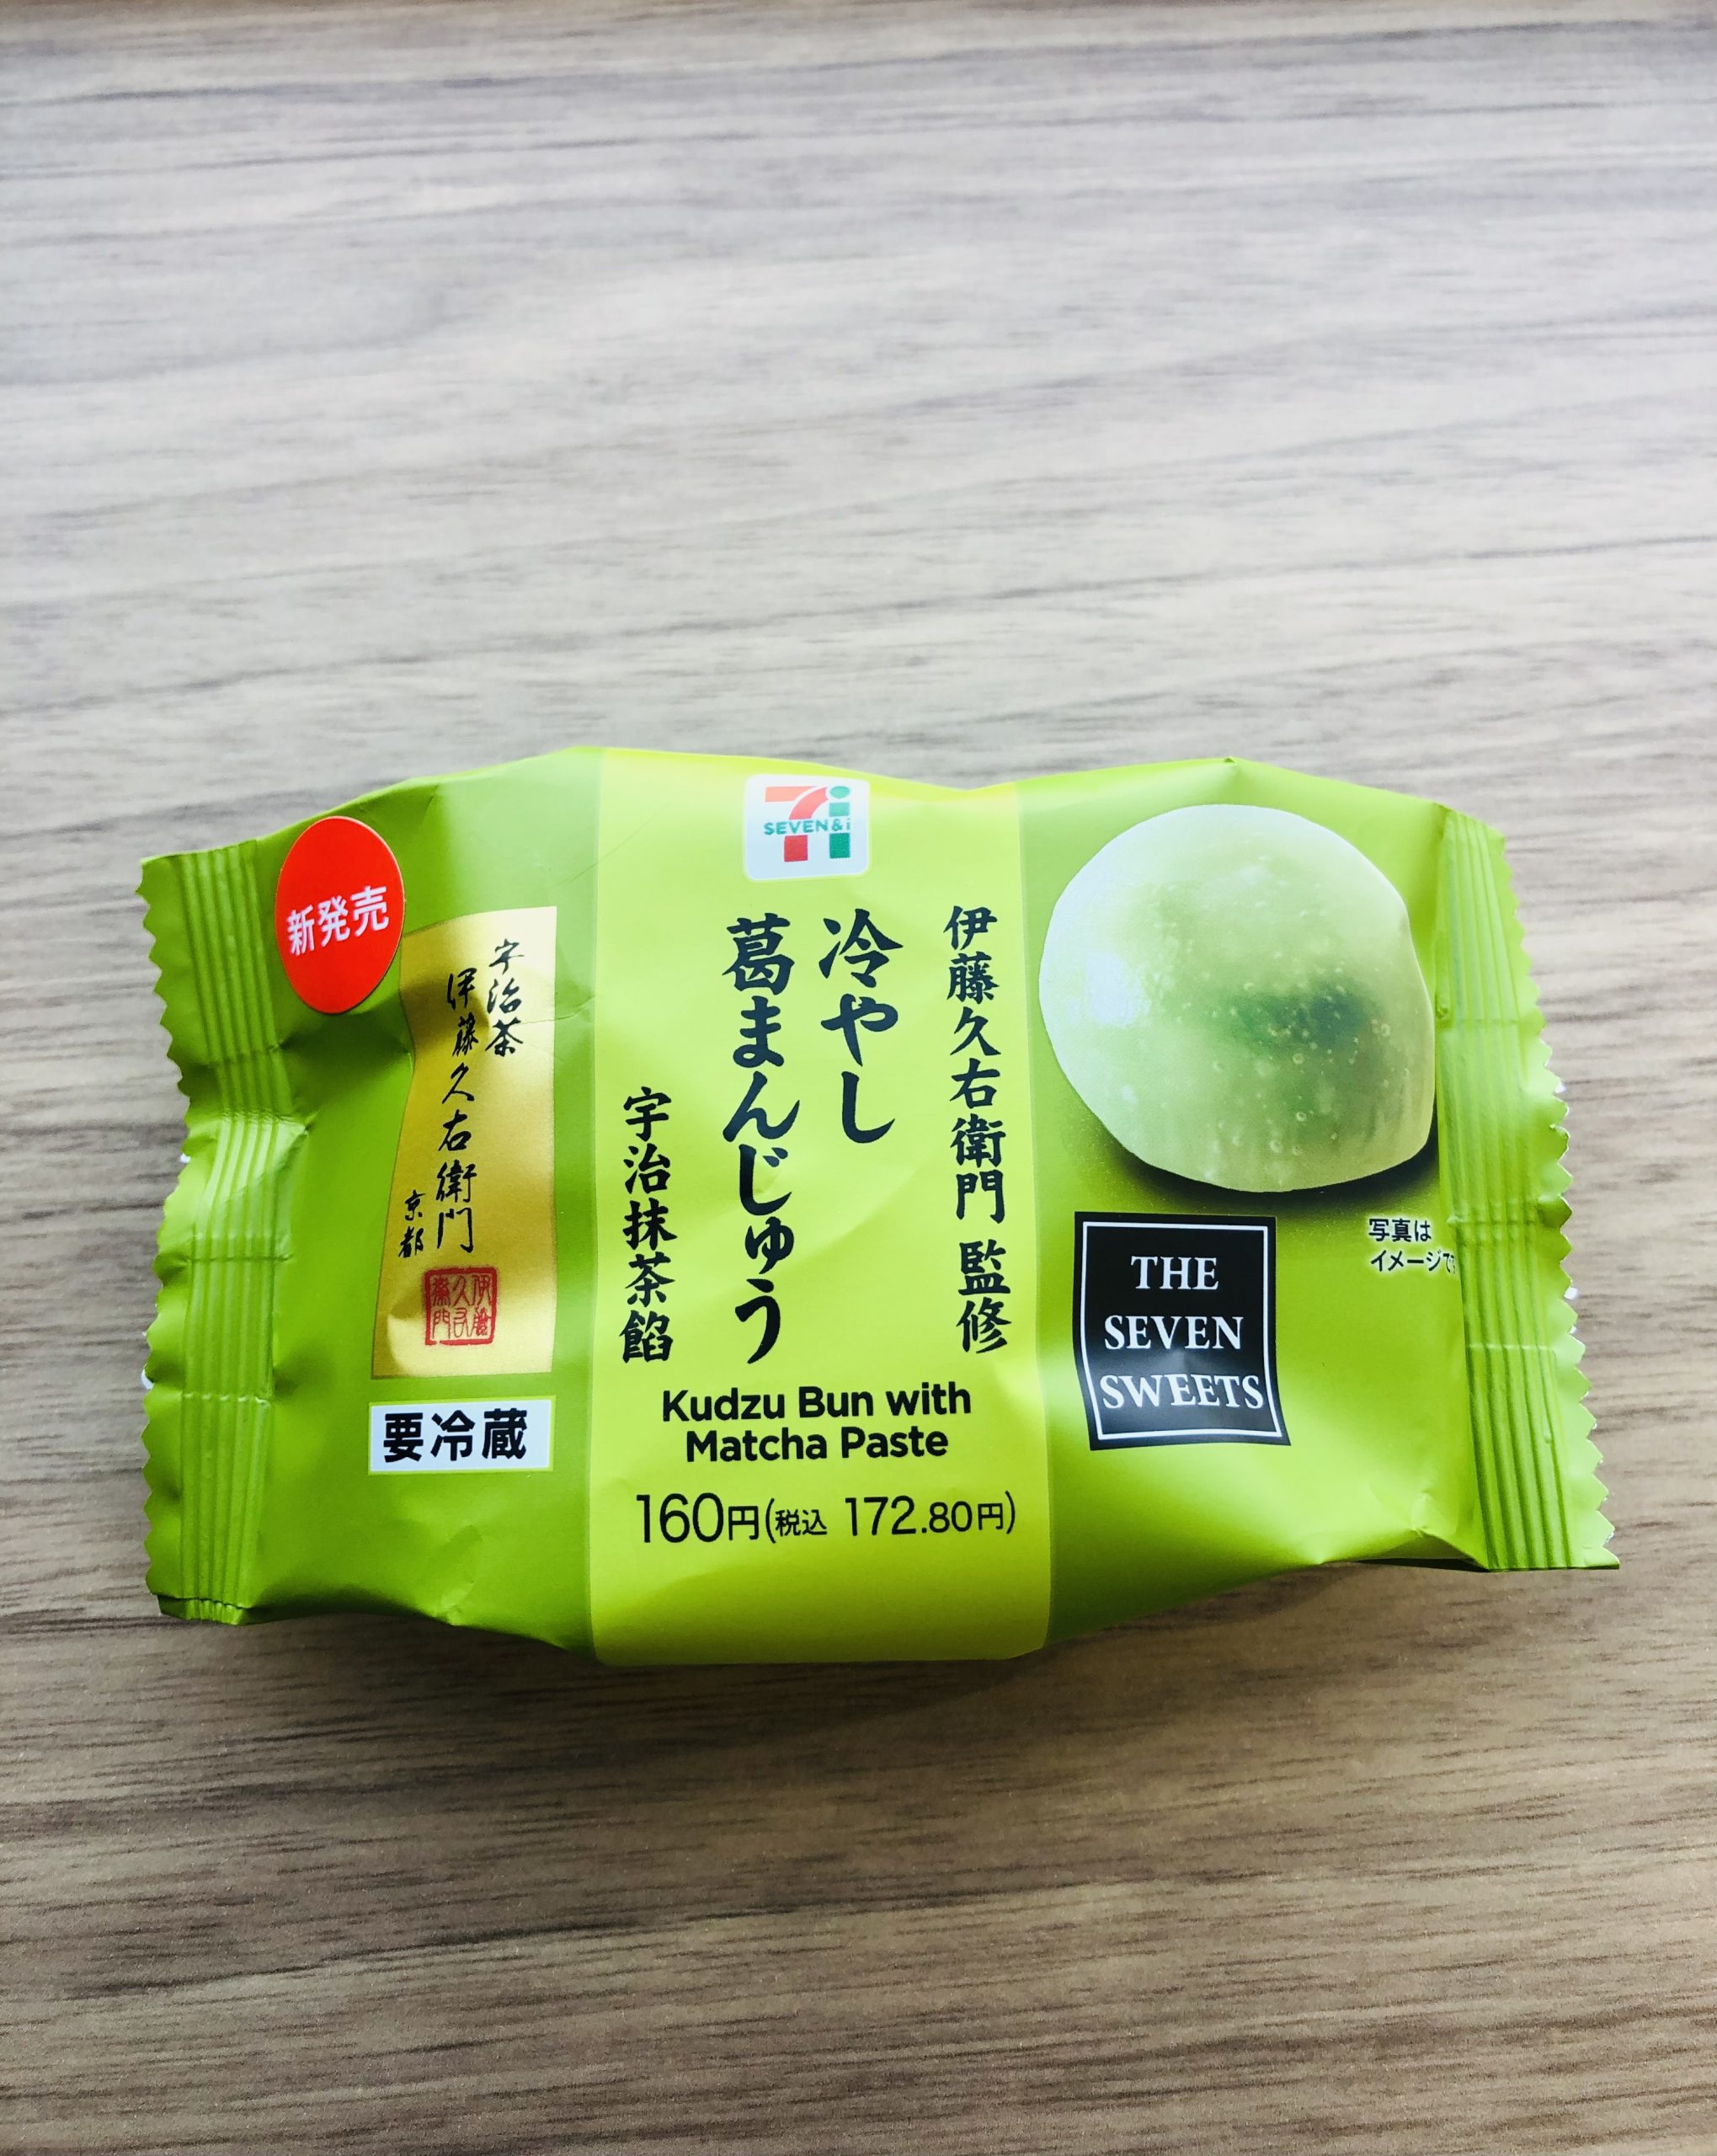 新発売
宇治茶
伊藤久右衛門
京都
要冷蔵
SEVEN&i
伊藤久右衛門 監修
冷やし
葛まんじゅう
宇治抹茶餡
Kudzu Bun with
Matcha Paste
160円(税込 172.80円)
THE
SEVEN
SWEETS
写真は
イメージで